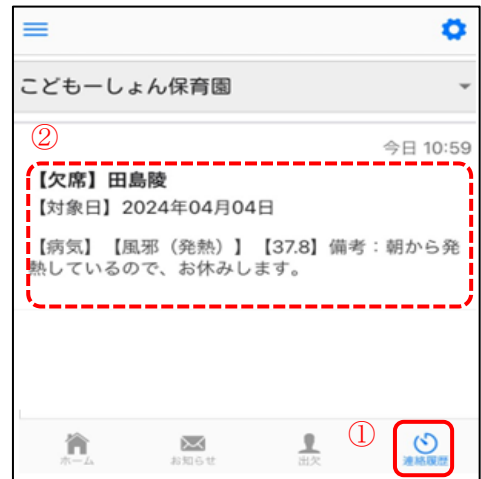 こどもーしょん保育園
②
今日 10:59
【欠席】田島陵
【対象日】2024年04月04日
【病気】【風邪（発熱）】【37.8】備考：朝から発
熱しているので、お休みします。
①
ホーム
お知らせ
出欠
連絡履歴